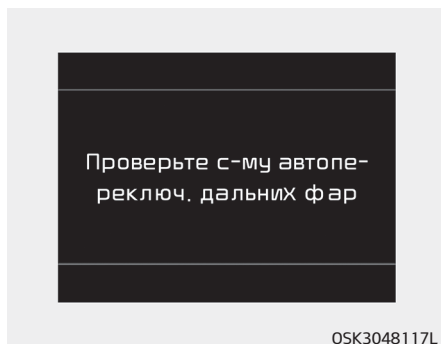 Проверьте с-му автопе-
реключ. дальних фар
OSK3048117L